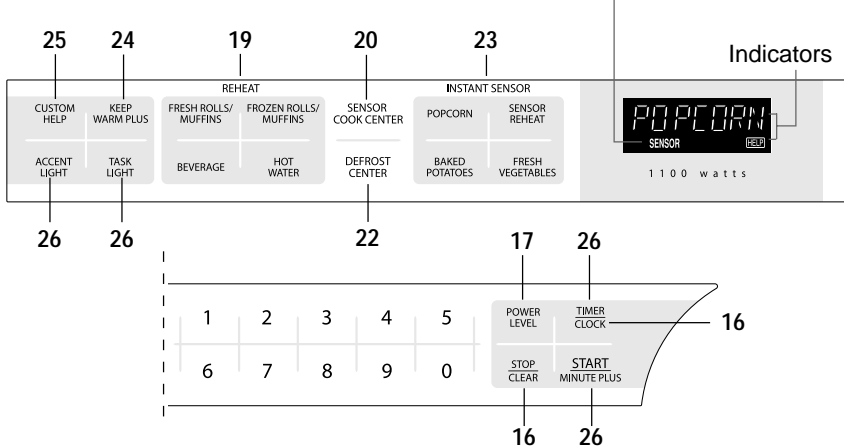 25 24 19 20 23
Indicators
REHEAT INSTANT SENSOR
CUSTOM HELP
KEEP WARM PLUS
FRESH ROLLS/ MUFFINS
FROZEN ROLLS/ MUFFINS
SENSOR COOK CENTER
POPCORN
SENSOR REHEAT
POPCORN
SENSOR HELP
ACCENT LIGHT
TASK LIGHT
BEVERAGE
HOT WATER
DEFROST CENTER
BAKED POTATOES
FRESH VEGETABLES
1100 watts
26 26 22
17 26
1 2 3 4 5
POWER LEVEL
TIMER
CLOCK
16
6 7 8 9 0
STOP
CLEAR
START
MINUTE PLUS
16 26